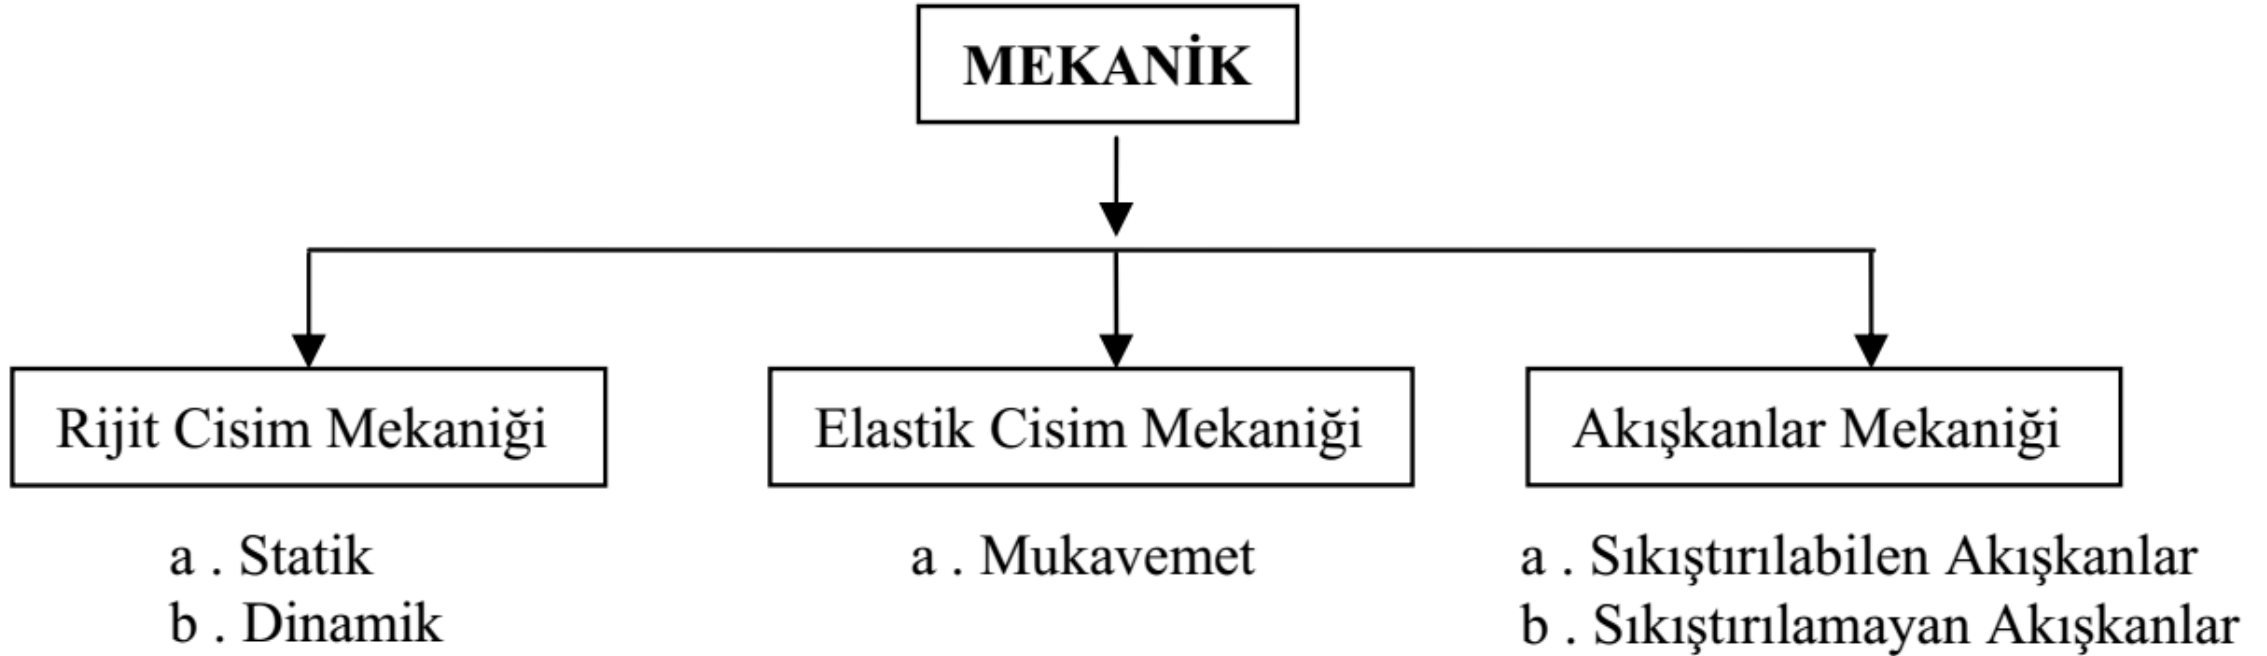 MEKANİK
Rijit Cisim Mekaniği
a . Statik
b . Dinamik
Elastik Cisim Mekaniği
a . Mukavemet
Akışkanlar Mekaniği
a . Sıkıştırılabilen Akışkanlar
b . Sıkıştırılamayan Akışkanlar